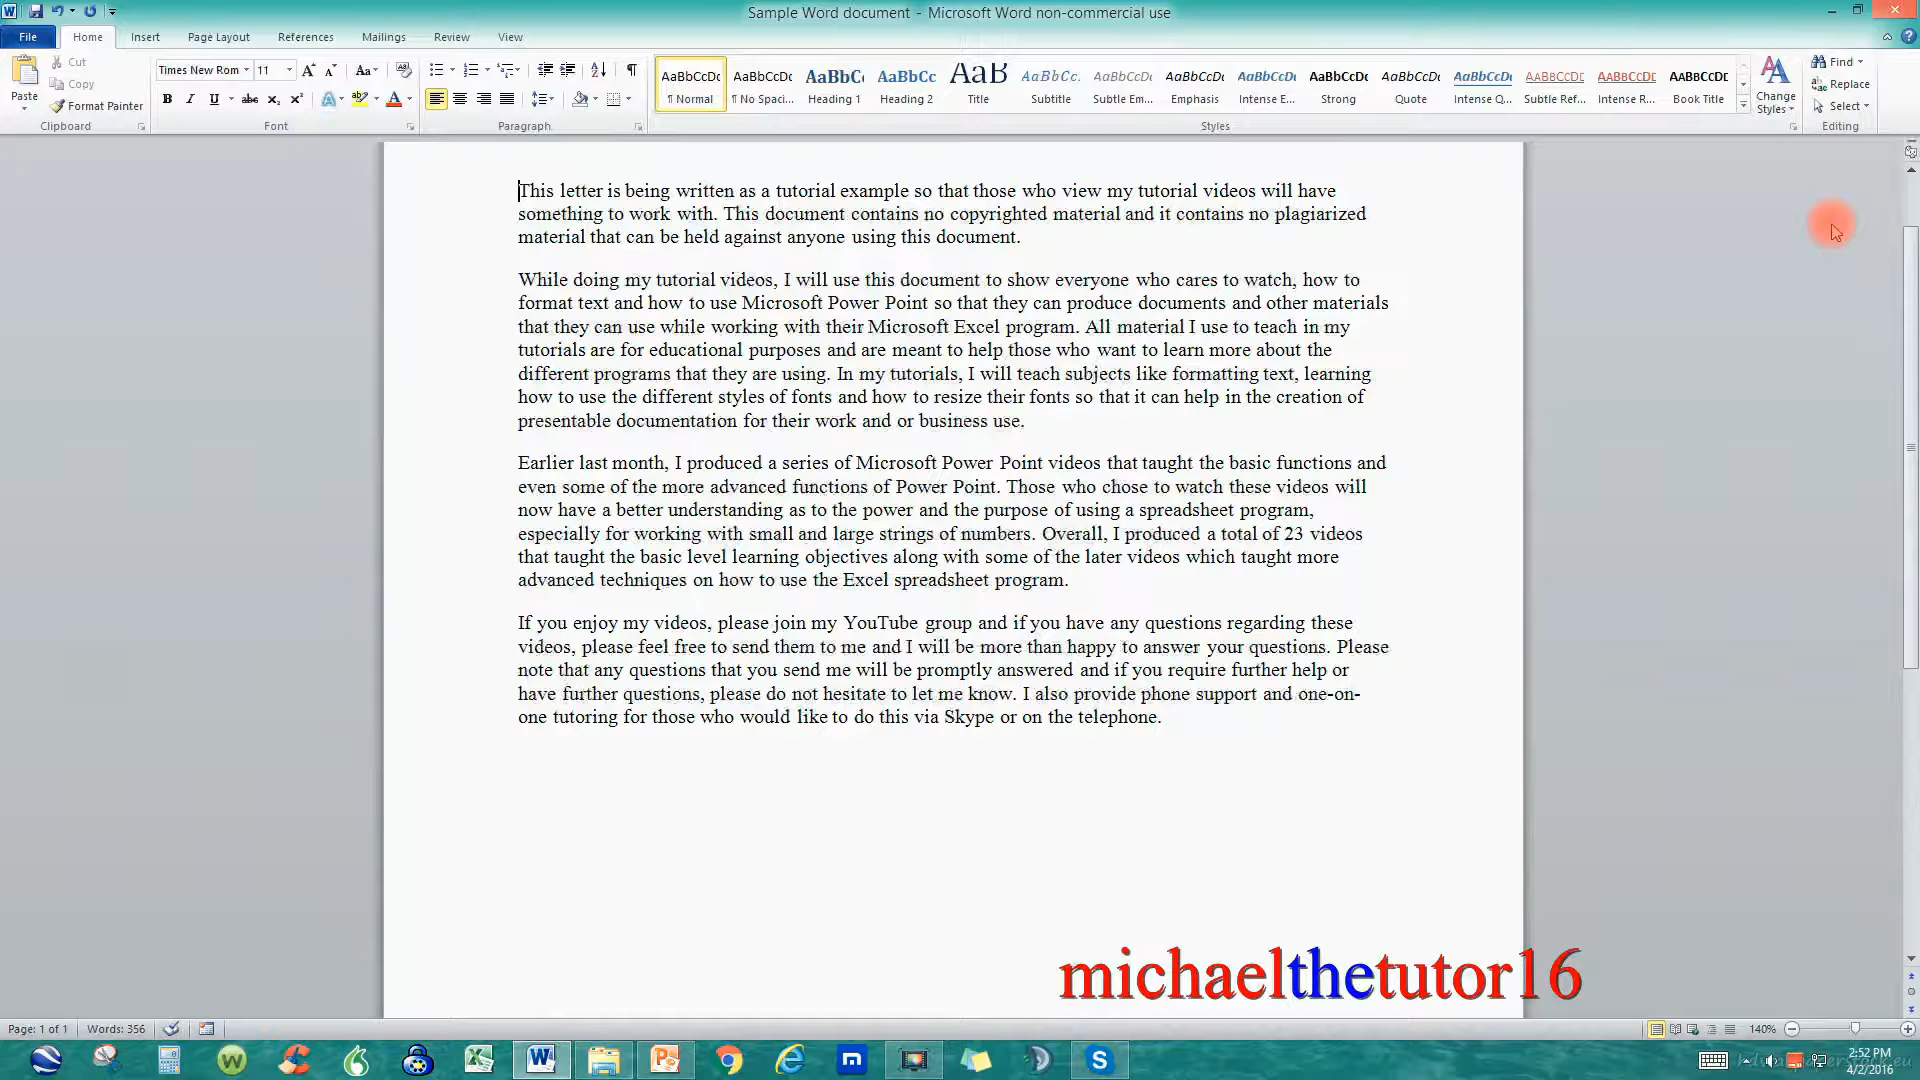 Sample Word document - Microsoft Word non-commercial use
File Home Insert Page Layout References Mailings Review View
Paste
Cut
Copy
Format Painter
Clipboard
Times New Rom 11
Font
Paragraph
AaBbCcDc AaBbCcDc AaBbC AaBbCc AaB AaBbCc. AaBbCcDc AaBbCcDc AaBbCcDc AaBbCcDc AaBbCcDc AaBbCcDc AABBCCDC AABBCCDC AABBCCDC
¶ Normal ¶ No Spaci... Heading 1 Heading 2 Title Subtitle Subtle Em... Emphasis Intense E... Strong Quote Intense Q... Subtle Ref... Intense R... Book Title
Styles
Change Styles
Find
Replace
Select
Editing
This letter is being written as a tutorial example so that those who view my tutorial videos will have
something to work with. This document contains no copyrighted material and it contains no plagiarized
material that can be held against anyone using this document.
While doing my tutorial videos, I will use this document to show everyone who cares to watch, how to
format text and how to use Microsoft Power Point so that they can produce documents and other materials
that they can use while working with their Microsoft Excel program. All material I use to teach in my
tutorials are for educational purposes and are meant to help those who want to learn more about the
different programs that they are using. In my tutorials, I will teach subjects like formatting text, learning
how to use the different styles of fonts and how to resize their fonts so that it can help in the creation of
presentable documentation for their work and or business use.
Earlier last month, I produced a series of Microsoft Power Point videos that taught the basic functions and
even some of the more advanced functions of Power Point. Those who chose to watch these videos will
now have a better understanding as to the power and the purpose of using a spreadsheet program,
especially for working with small and large strings of numbers. Overall, I produced a total of 23 videos
that taught the basic level learning objectives along with some of the later videos which taught more
advanced techniques on how to use the Excel spreadsheet program.
If you enjoy my videos, please join my YouTube group and if you have any questions regarding these
videos, please feel free to send them to me and I will be more than happy to answer your questions. Please
note that any questions that you send me will be promptly answered and if you require further help or
have further questions, please do not hesitate to let me know. I also provide phone support and one-on-
one tutoring for those who would like to do this via Skype or on the telephone.
michaelthetutor16
Page: 1 of 1 Words: 356
140%
2:52 PM
4/2/2016